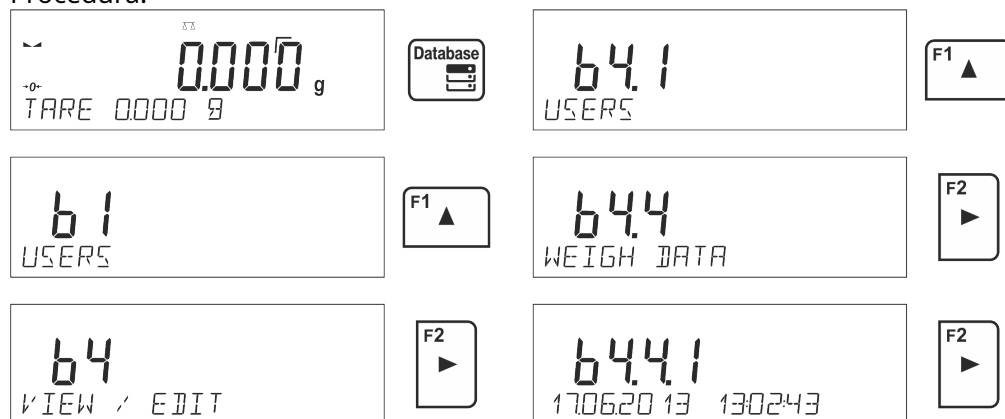 Procedura:
→0←
0.000 g
TARE 0.000 g
Database
b1
USERS
F1
b4
VIEW / EDIT
F2
b4.1
USERS
F1
b4.4
WEIGH DATA
F2
b4.4.1
17.06.2013 13:02:43
F2